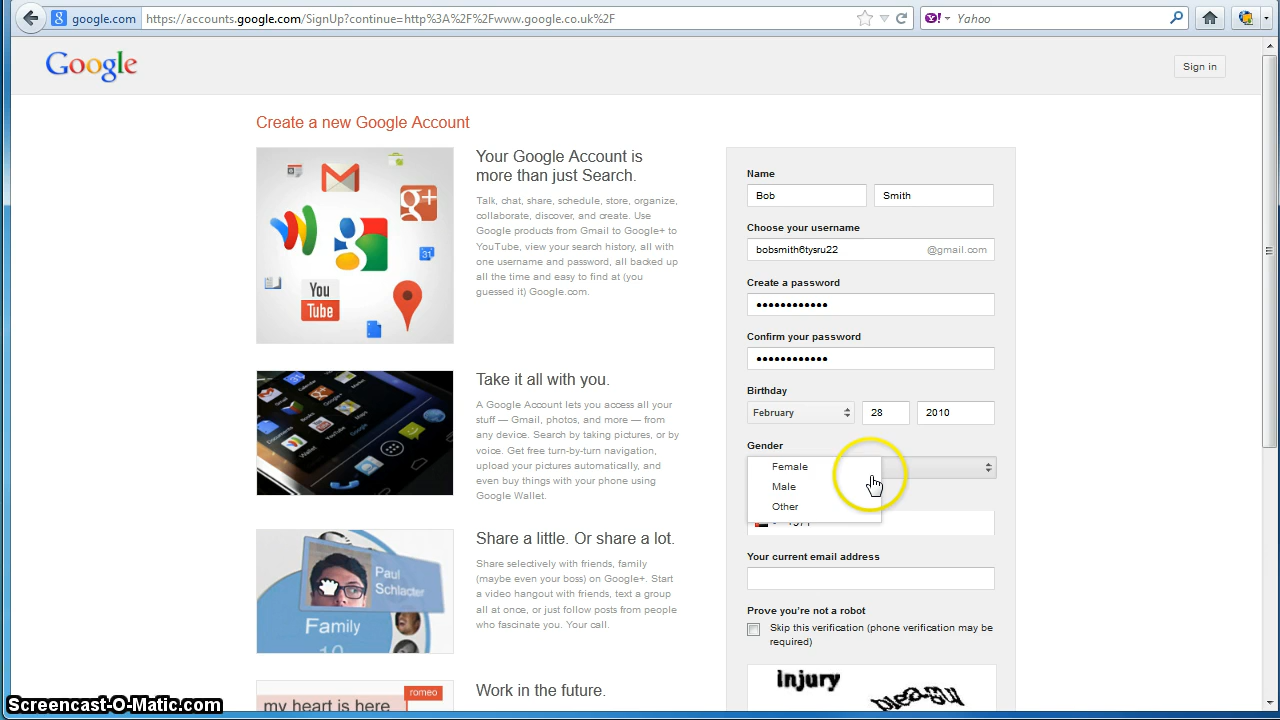 google.com
https://accounts.google.com/SignUp?continue=http%3A%2F%2Fwww.google.co.uk%2F
Yahoo
Google
Sign in
Create a new Google Account
Your Google Account is
more than just Search.
Talk, chat, share, schedule, store, organize,
collaborate, discover, and create. Use
Google products from Gmail to Google+ to
YouTube, view your search history, all with
one username and password, all backed up
all the time and easy to find at (you
guessed it) Google.com.
You
Tube
31
Take it all with you.
A Google Account lets you access all your
stuff — Gmail, photos, and more — from
any device. Search by taking pictures, or by
voice. Get free turn-by-turn navigation,
upload your pictures automatically, and
even buy things with your phone using
Google Wallet.
Share a little. Or share a lot.
Share selectively with friends, family
(maybe even your boss) on Google+. Start
a video hangout with friends, text a group
all at once, or just follow posts from people
who fascinate you. Your call.
Paul
Schlacter
Family
10
Work in the future.
romeo
my heart is here
Name
Bob
Smith
Choose your username
bobsmith6tysru22
@gmail.com
Create a password
Confirm your password
Birthday
February
28
2010
Gender
Female
Male
Other
Your current email address
Prove you're not a robot
Skip this verification (phone verification may be
required)
injury
Screencast-O-Matic.com